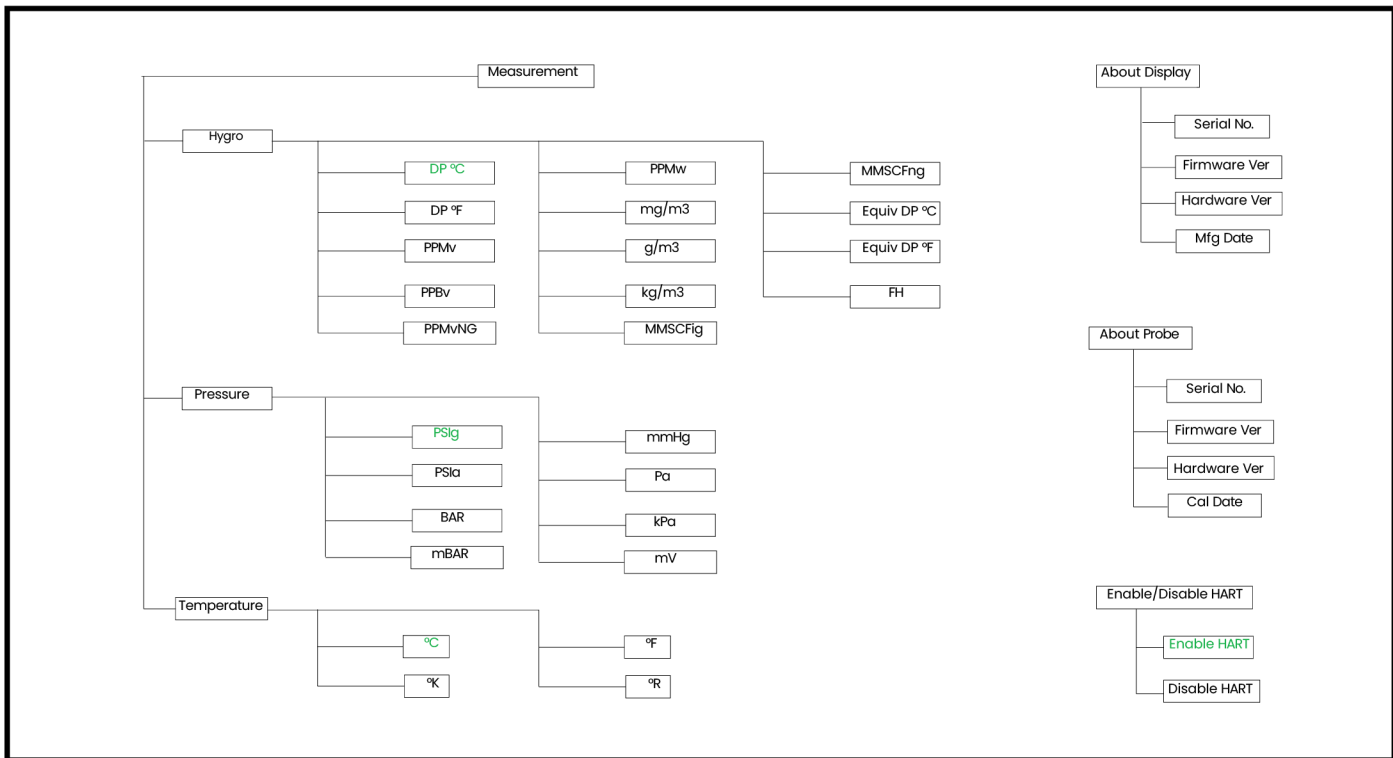 Measurement
Hygro
DP ºC
DP ºF
PPMv
PPBv
PPMvNG
PPMw
mg/m3
g/m3
kg/m3
MMSCFig
MMSCFng
Equiv DP ºC
Equiv DP ºF
FH
Pressure
PSIg
PSIa
BAR
mBAR
mmHg
Pa
kPa
mV
Temperature
ºC
ºK
ºF
ºR
About Display
Serial No.
Firmware Ver
Hardware Ver
Mfg Date
About Probe
Serial No.
Firmware Ver
Hardware Ver
Cal Date
Enable/Disable HART
Enable HART
Disable HART